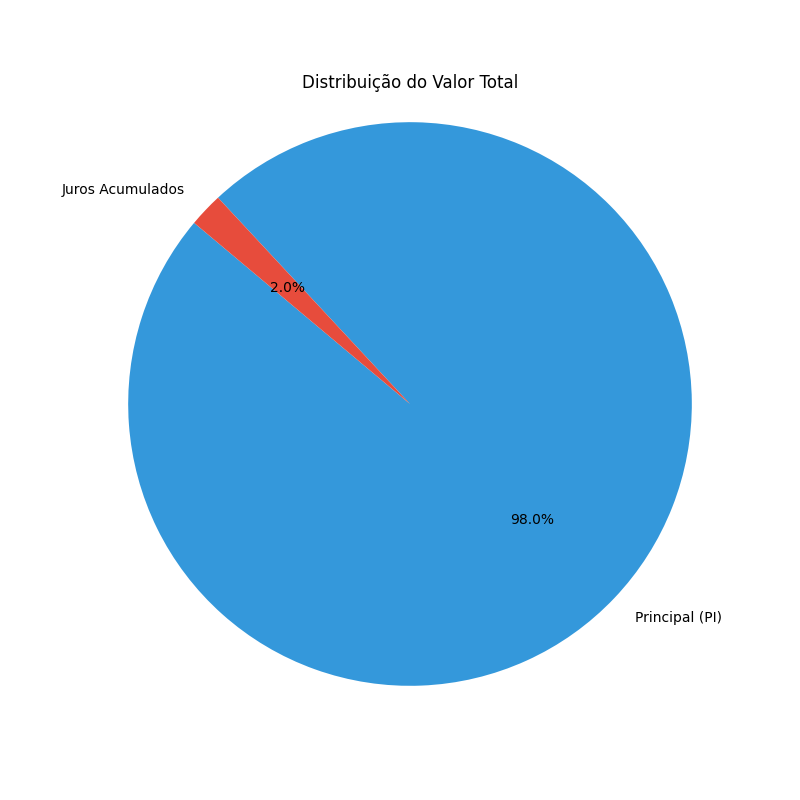 Distribuição do Valor Total
Juros Acumulados
2.0%
98.0%
Principal (PI)